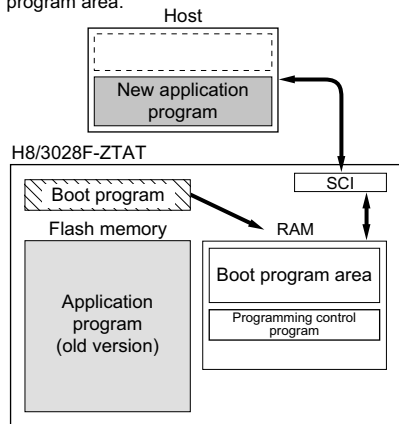 program area.
Host
New application
program
H8/3028F-ZTAT
SCI
Boot program
Flash memory
RAM
Boot program area
Application
program
(old version)
Programming control
program